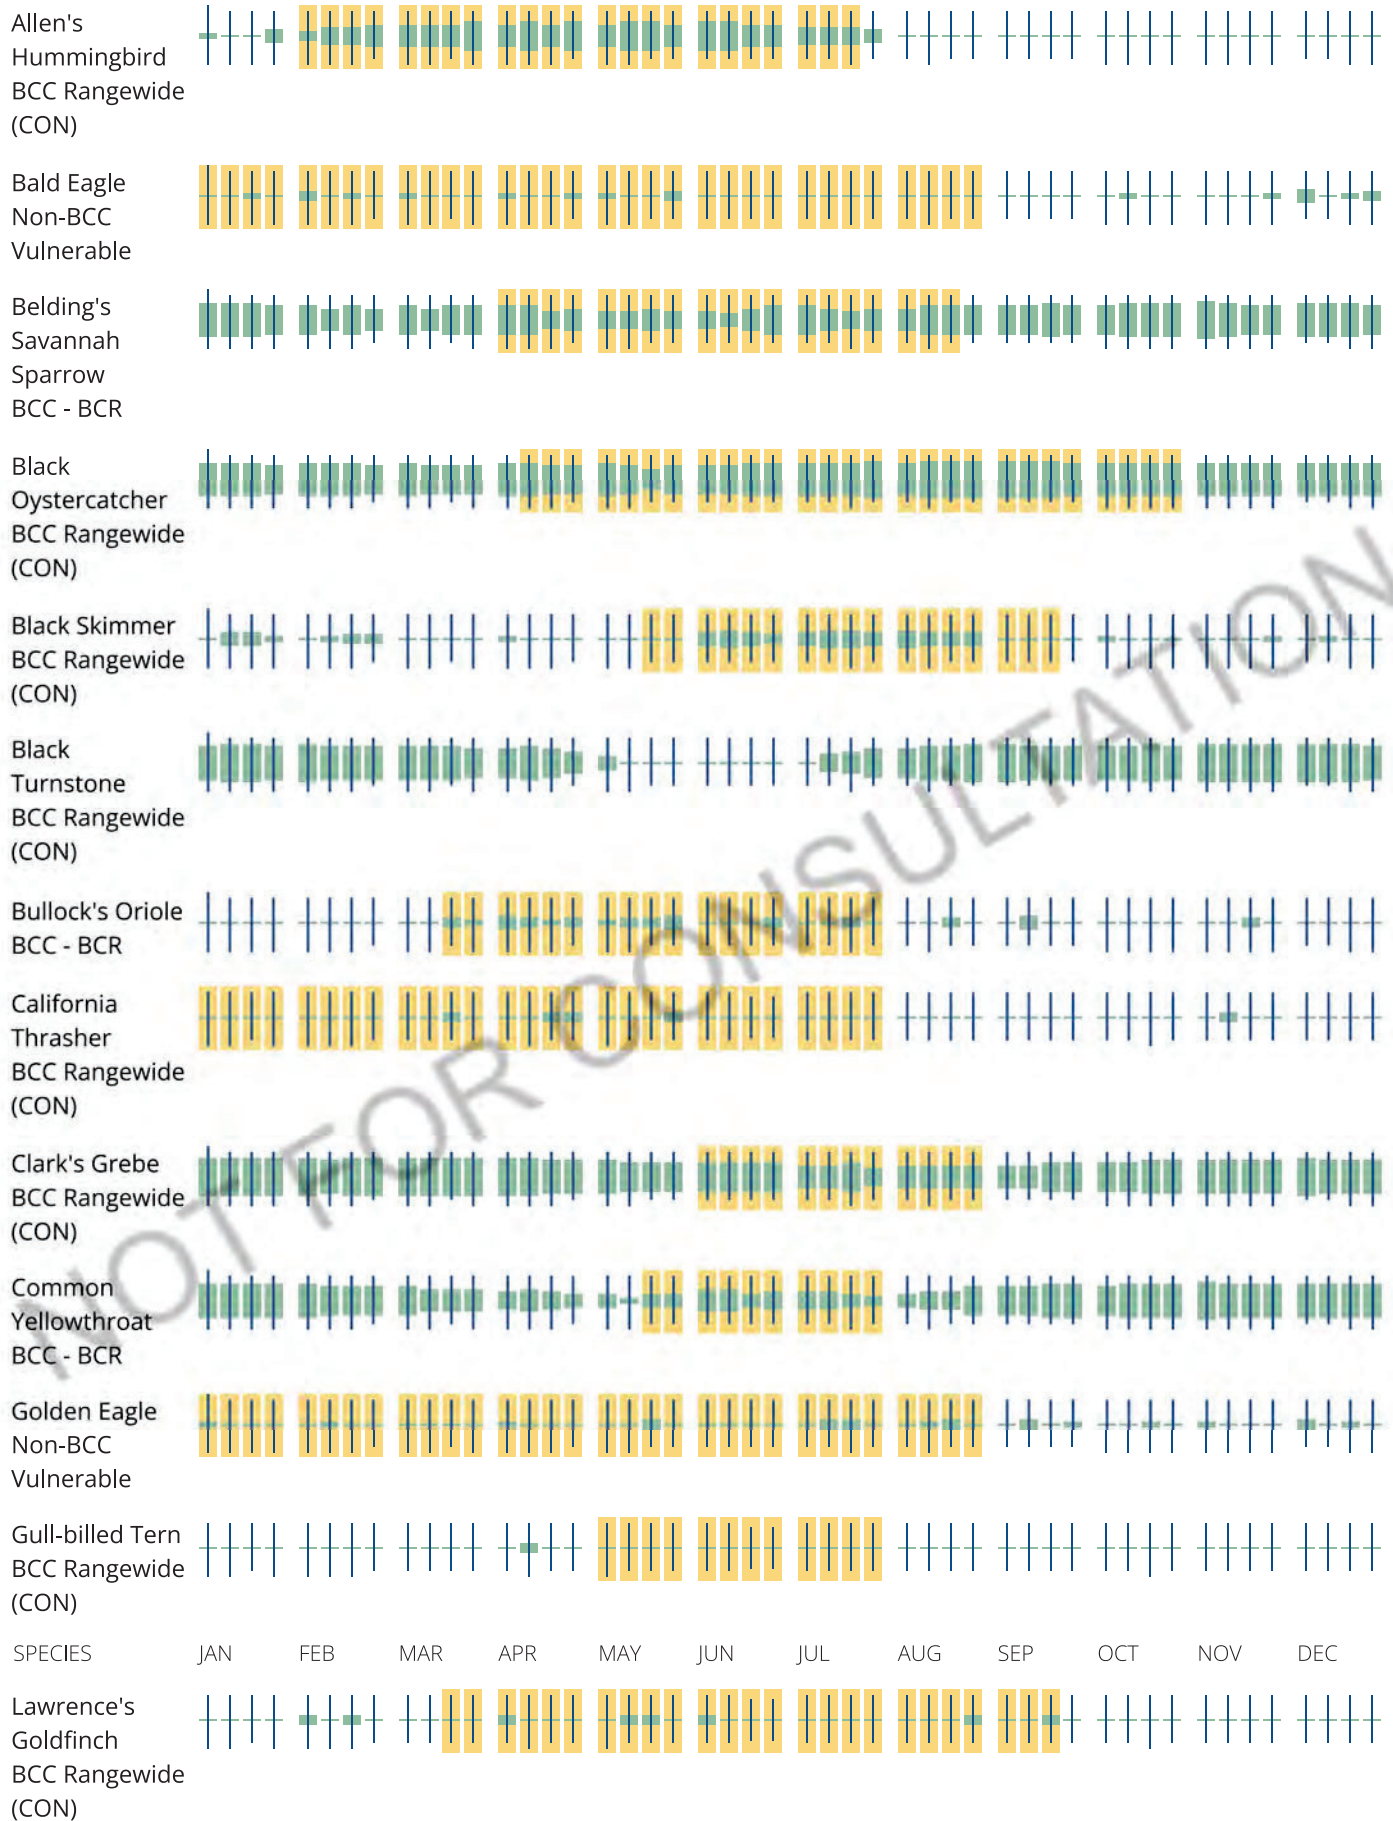 Allen's
Hummingbird
BCC Rangewide
(CON)
Bald Eagle
Non-BCC
Vulnerable
Belding's
Savannah
Sparrow
BCC - BCR
Black
Oystercatcher
BCC Rangewide
(CON)
Black Skimmer
BCC Rangewide
(CON)
Black
Turnstone
BCC Rangewide
(CON)
Bullock's Oriole
BCC - BCR
California
Thrasher
BCC Rangewide
(CON)
Clark's Grebe
BCC Rangewide
(CON)
Common
Yellowthroat
BCC - BCR
Golden Eagle
Non-BCC
Vulnerable
Gull-billed Tern
BCC Rangewide
(CON)
SPECIES JAN FEB MAR APR MAY JUN JUL AUG SEP OCT NOV DEC
Lawrence's
Goldfinch
BCC Rangewide
(CON)
NOT FOR CONSULTATION